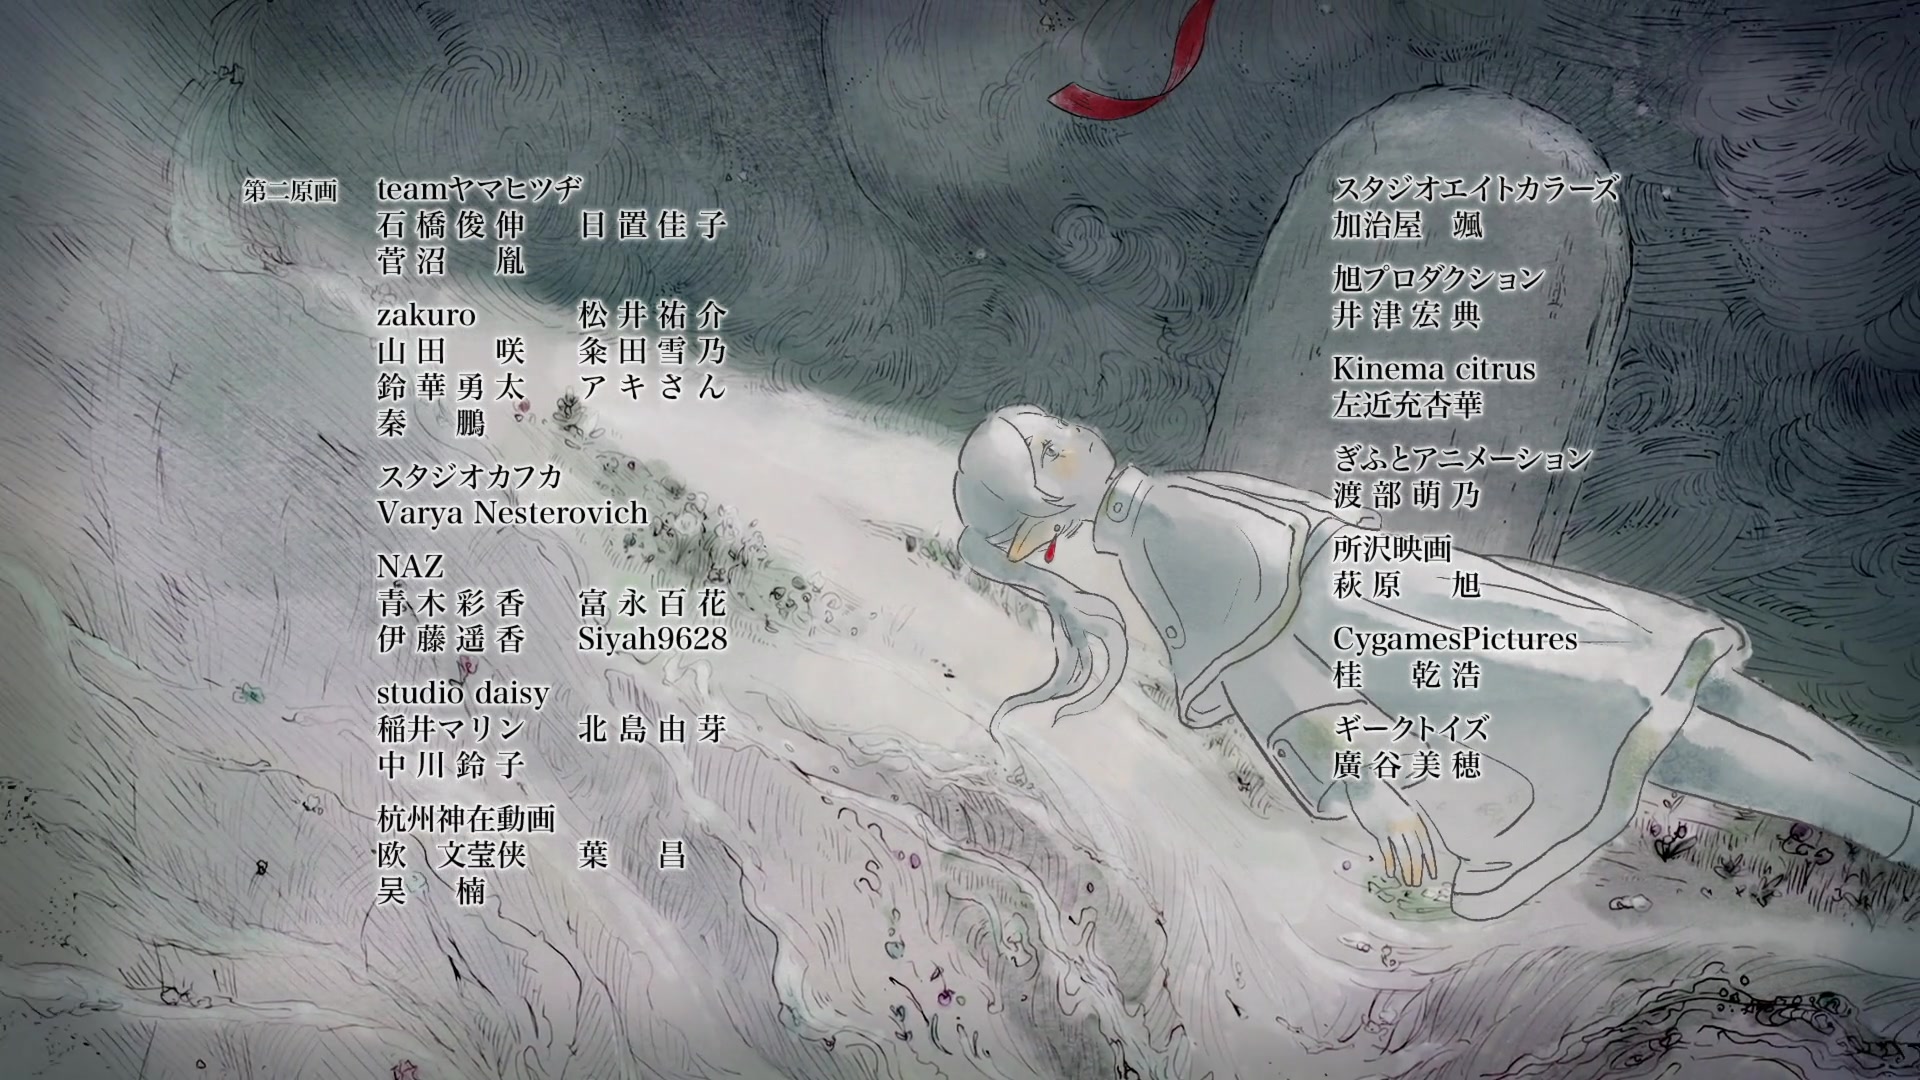 第二原画 teamヤマヒツヂ
石橋俊伸 日置佳子
菅沼 胤
zakuro 松井祐介
山田 咲 粂田雪乃
鈴華勇太 アキさん
秦 鵬
スタジオカフカ
Varya Nesterovich
NAZ
青木彩香 富永百花
伊藤遥香 Siyah9628
studio daisy
稲井マリン 北島由芽
中川鈴子
杭州神在動画
欧 文莹侠 葉 昌
吴 楠
スタジオエイトカラーズ
加治屋 颯
旭プロダクション
井津宏典
Kinema citrus
左近充杏華
ぎふとアニメーション
渡部萌乃
所沢映画
萩原 旭
CygamesPictures
桂 乾浩
ギークトイズ
廣谷美穂